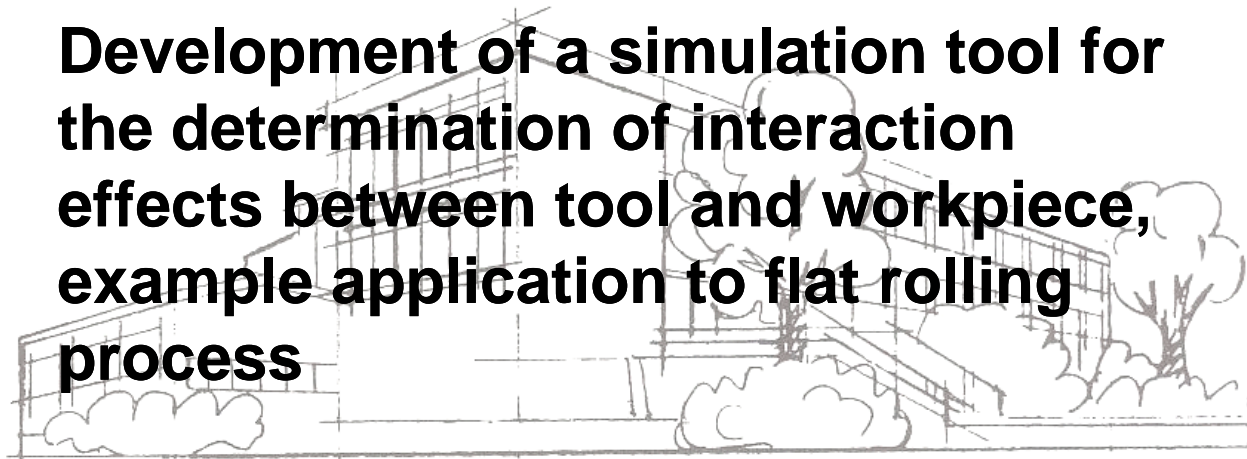 Development of a simulation tool for
the determination of interaction
effects between tool and workpiece,
example application to flat rolling
process